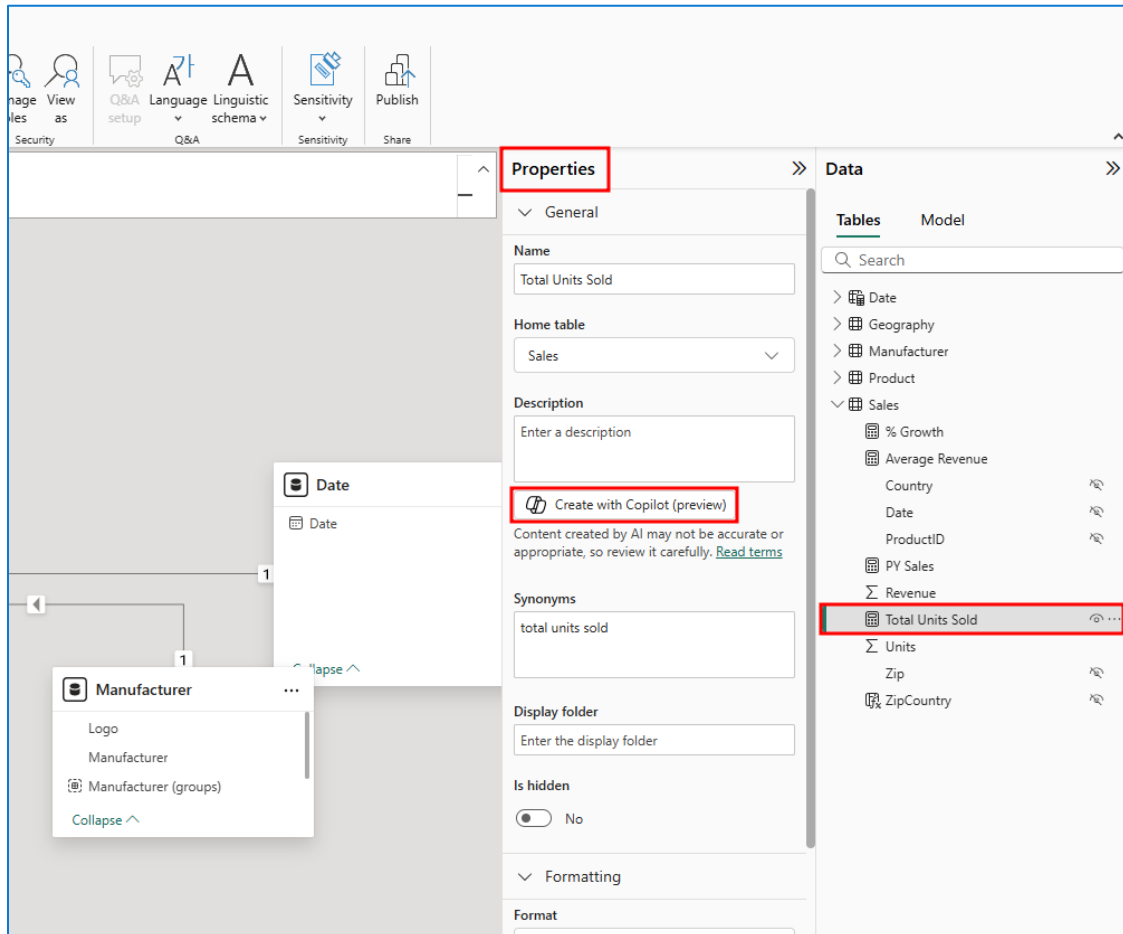 nage
les
View
as
Security
Q&A
setup
Language
Linguistic
schema
Q&A
Sensitivity
Sensitivity
Publish
Share
Date
Date
Collapse
1
1
Manufacturer
Logo
Manufacturer
Manufacturer (groups)
Collapse
Properties
General
Name
Total Units Sold
Home table
Sales
Description
Enter a description
Create with Copilot (preview)
Content created by AI may not be accurate or
appropriate, so review it carefully. Read terms
Synonyms
total units sold
Display folder
Enter the display folder
Is hidden
No
Formatting
Format
Data
Tables Model
Search
Date
Geography
Manufacturer
Product
Sales
% Growth
Average Revenue
Country
Date
ProductID
PY Sales
Revenue
Total Units Sold
Units
Zip
ZipCountry